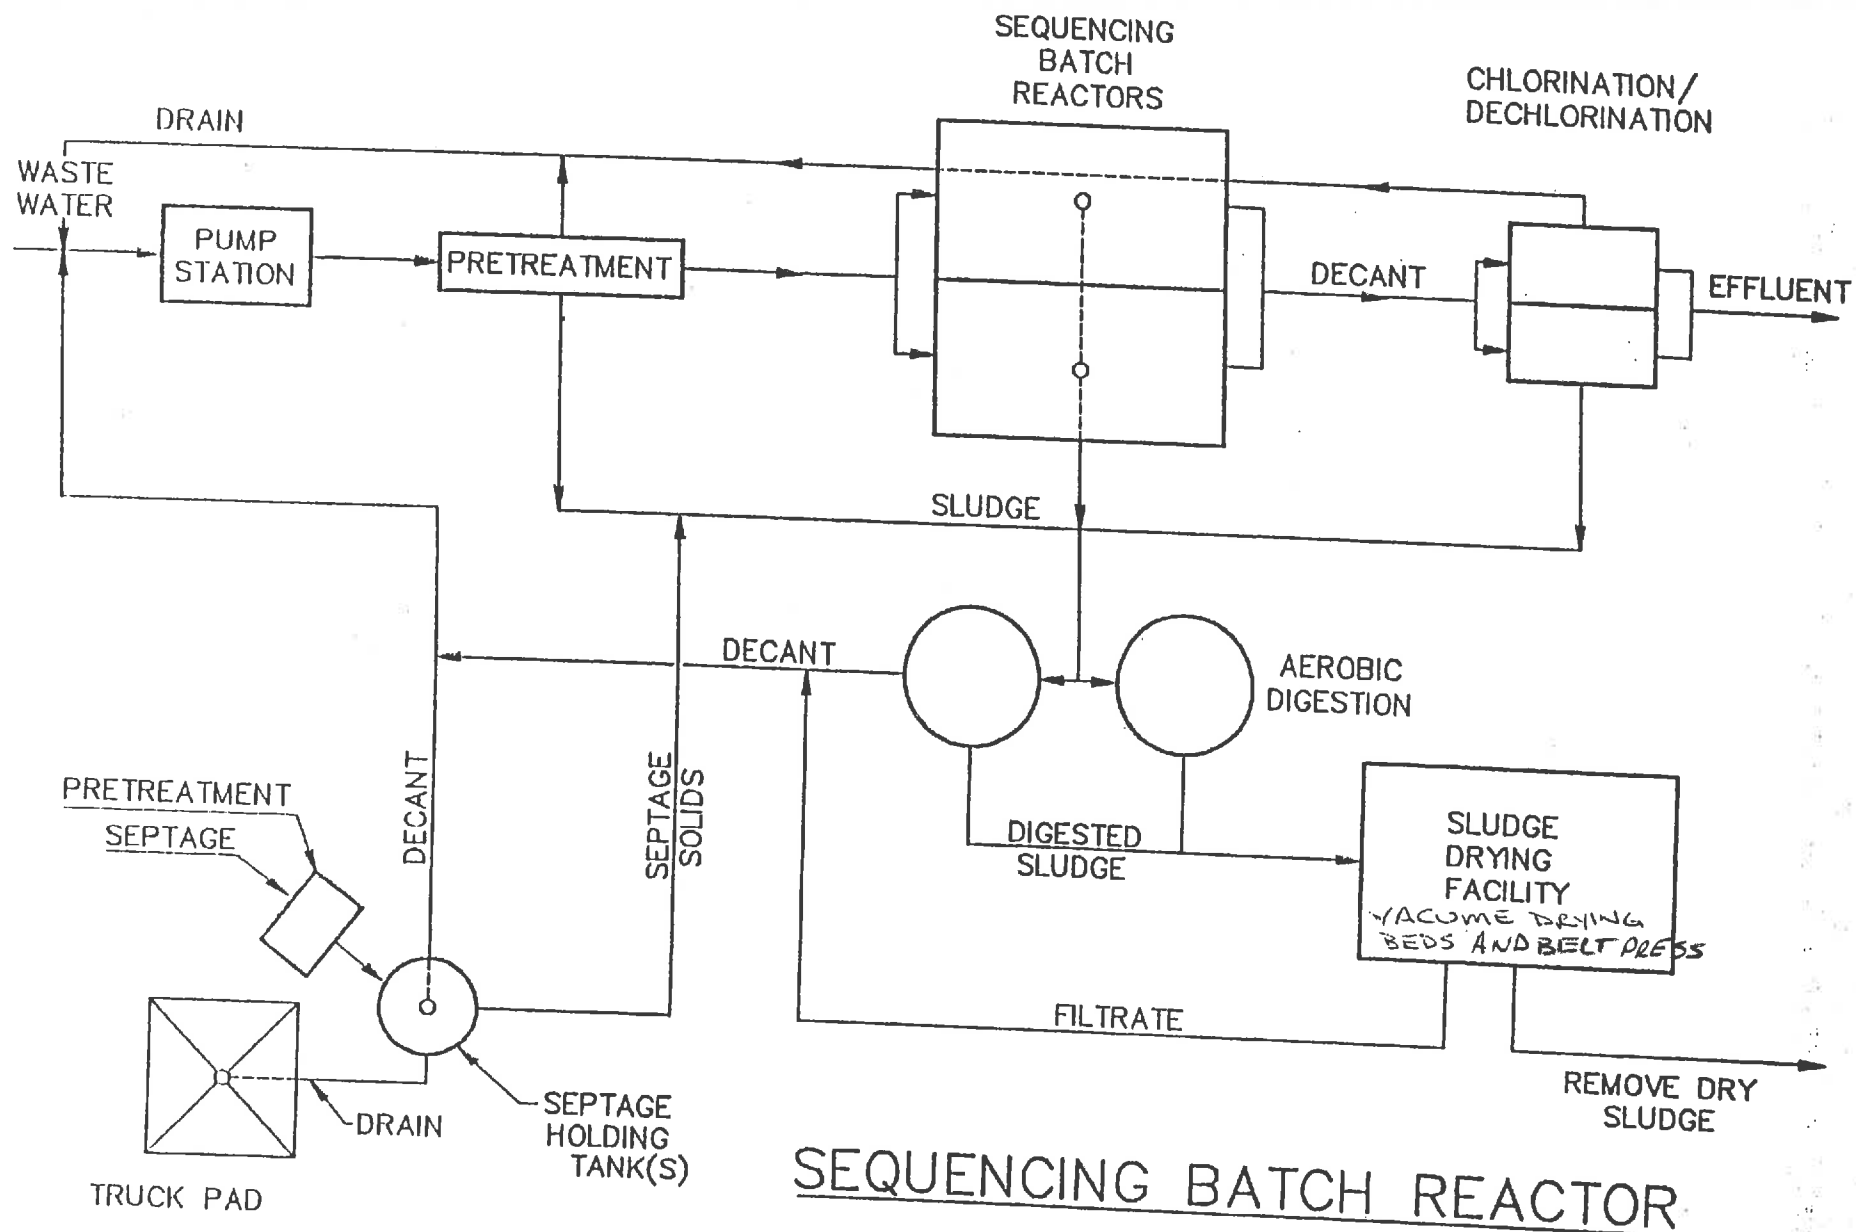 SEQUENCING
BATCH
REACTORS
CHLORINATION/
DECHLORINATION
DRAIN
WASTE
WATER
PUMP
STATION
PRETREATMENT
DECANT
EFFLUENT
SLUDGE
DECANT
AEROBIC
DIGESTION
DECANT
SEPTAGE
SOLIDS
PRETREATMENT
SEPTAGE
DIGESTED
SLUDGE
SLUDGE
DRYING
FACILITY
VACUME DRYING
BEDS AND BELT PRESS
FILTRATE
REMOVE DRY
SLUDGE
DRAIN
SEPTAGE
HOLDING
TANK(S)
TRUCK PAD
SEQUENCING BATCH REACTOR